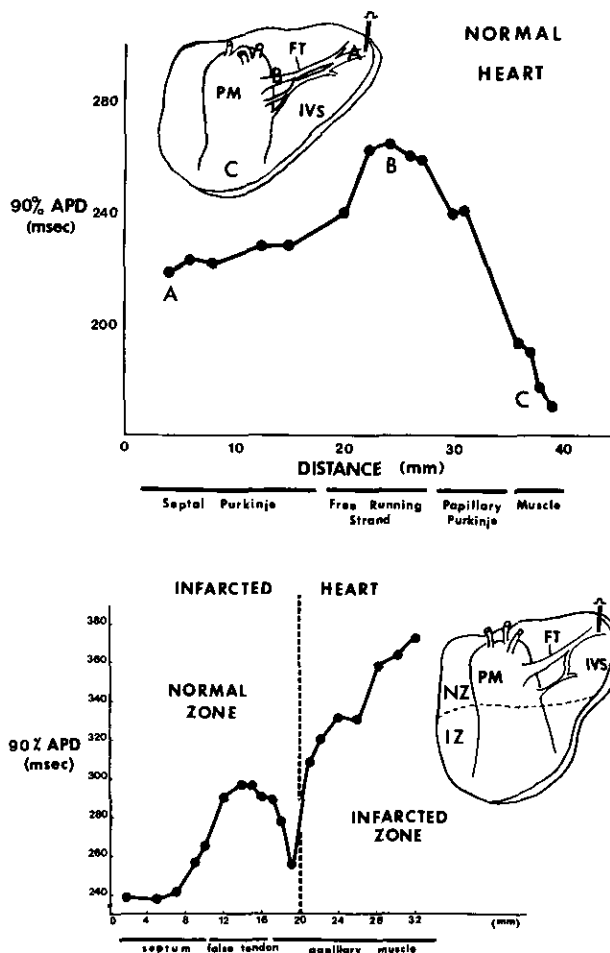 NORMAL
HEART
FT
A
B
PM
IVS
C
280
240
200
90% APD
(msec)
A
B
C
0
10
20
30
40
DISTANCE (mm)
Septal Purkinje
Free Running
Strand
Papillary
Purkinje
Muscle
INFARCTED HEART
380
360
340
320
300
280
260
240
NORMAL
ZONE
90% APD
(msec)
INFARCTED
ZONE
FT
PM
IVS
NZ
IZ
0 4 8 12 16 20 24 28 32 (mm)
septum false tendon papillary muscle